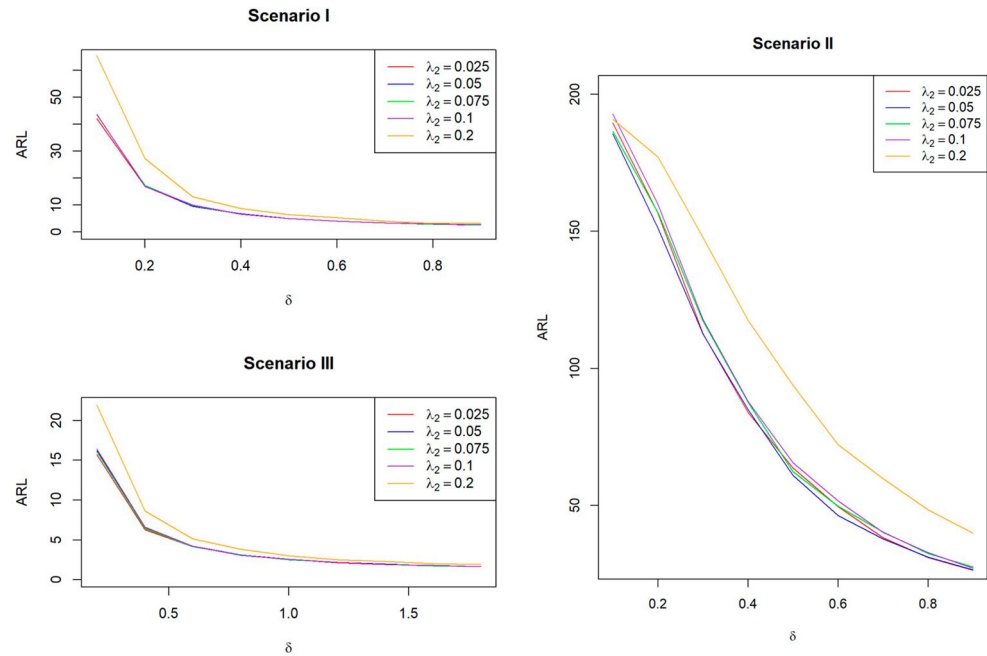 Scenario I
ARL
50
30
10
0
0.2
0.4
0.6
0.8
δ
λ2 = 0.025
λ2 = 0.05
λ2 = 0.075
λ2 = 0.1
λ2 = 0.2
Scenario III
ARL
20
15
10
5
0
0.5
1.0
1.5
δ
λ2 = 0.025
λ2 = 0.05
λ2 = 0.075
λ2 = 0.1
λ2 = 0.2
Scenario II
ARL
200
150
100
50
0.2
0.4
0.6
0.8
δ
λ2 = 0.025
λ2 = 0.05
λ2 = 0.075
λ2 = 0.1
λ2 = 0.2